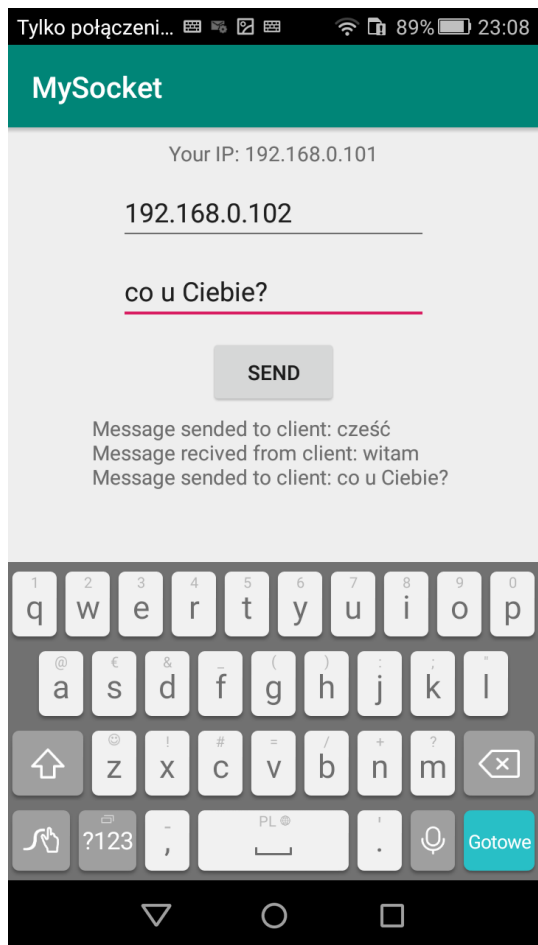 Tylko połączeni... 89% 23:08
MySocket
Your IP: 192.168.0.101
192.168.0.102
co u Ciebie?
SEND
Message sended to client: cześć
Message recived from client: witam
Message sended to client: co u Ciebie?
1 2 3 4 5 6 7 8 9 0
q w e r t y u i o p
@ € & _ ( ) : ; "
a s d f g h j k l
! # = / + ?
z x c v b n m
PL
?123 , . Gotowe